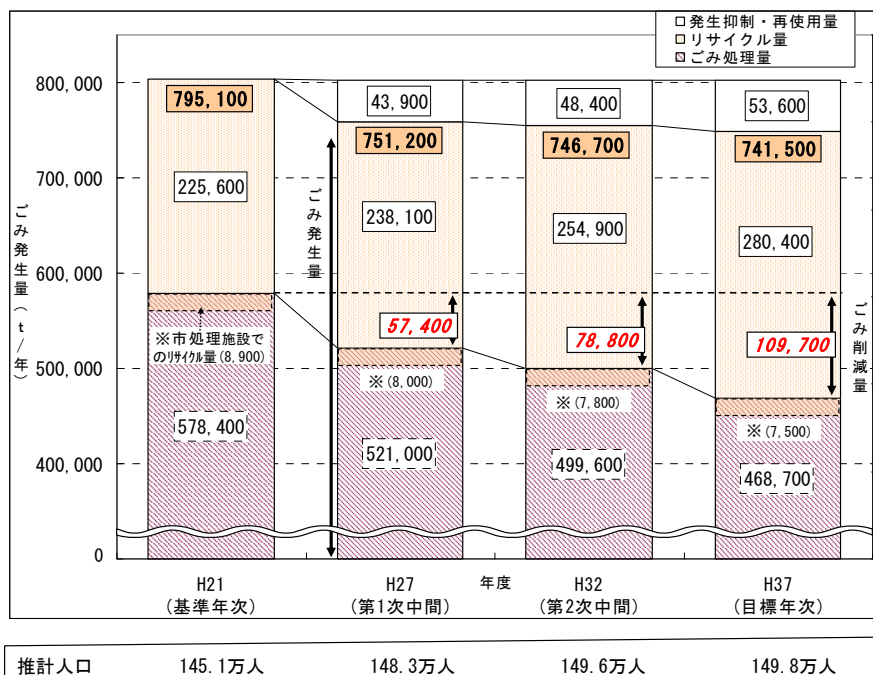 発生抑制・再使用量
リサイクル量
ごみ処理量
ごみ発生量(t/年)
800,000
700,000
600,000
500,000
400,000
0
795,100
225,600
※市処理施設で
のリサイクル量(8,900)
578,400
ごみ発生量
43,900
751,200
238,100
57,400
※(8,000)
521,000
48,400
746,700
254,900
78,800
※(7,800)
499,600
53,600
741,500
280,400
109,700
※(7,500)
468,700
ごみ削減量
H21
(基準年次)
H27
(第1次中間)
年度
H32
(第2次中間)
H37
(目標年次)
推計人口 145.1万人 148.3万人 149.6万人 149.8万人